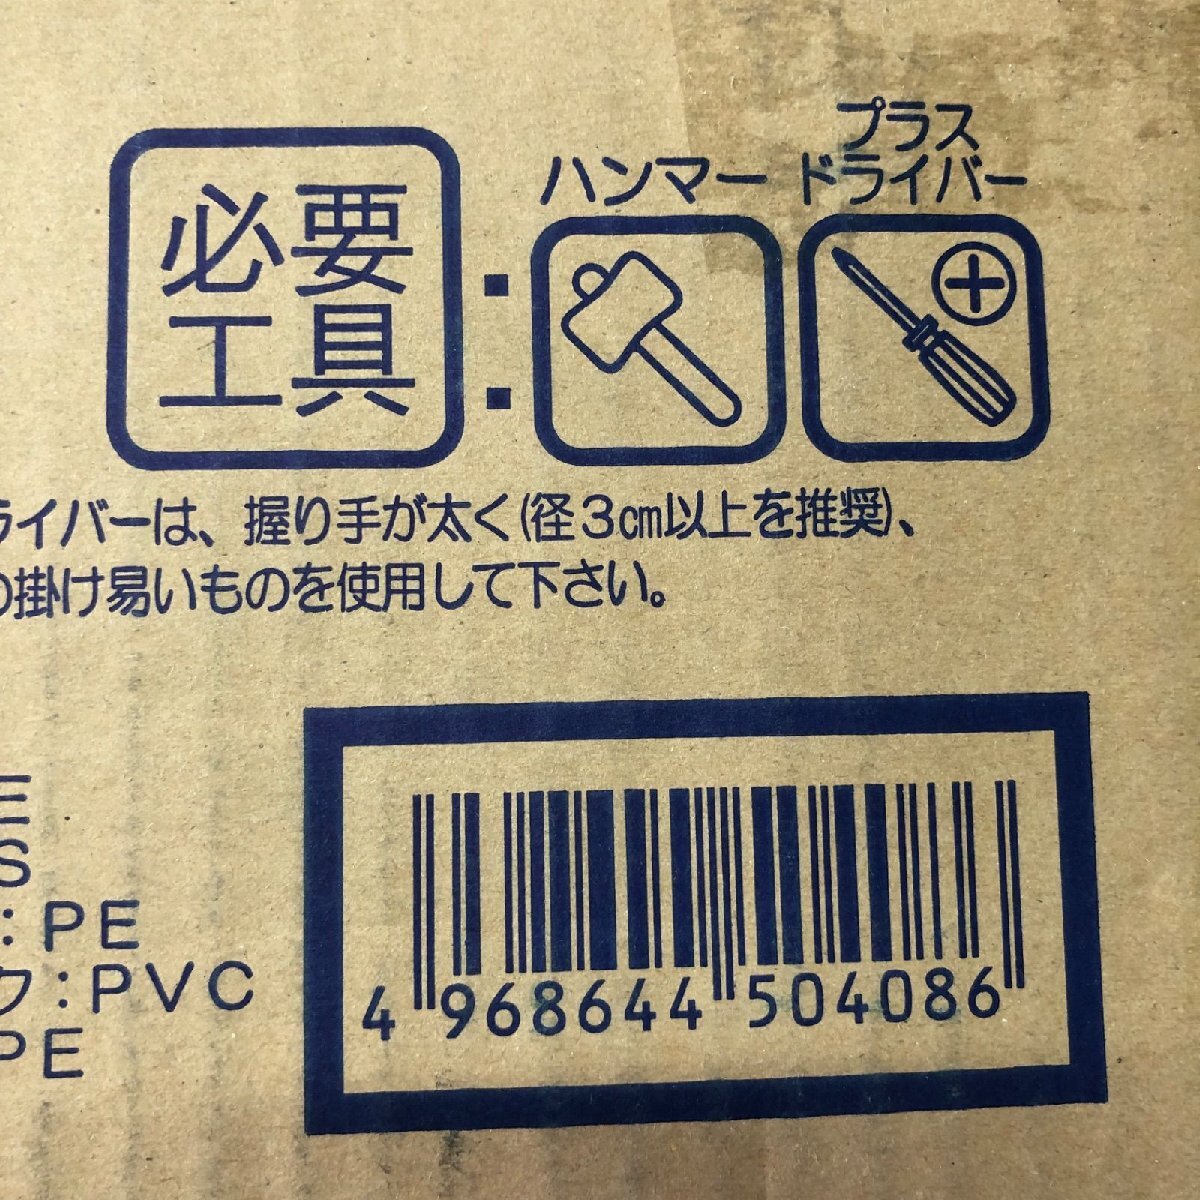 必要
工具
:
ハンマー
プラス
ドライバー
ライバーは、握り手が太く(径3cm以上を推奨)、
の掛け易いものを使用して下さい。
E
S
:PE
ク:PVC
PE
4 968644 504086